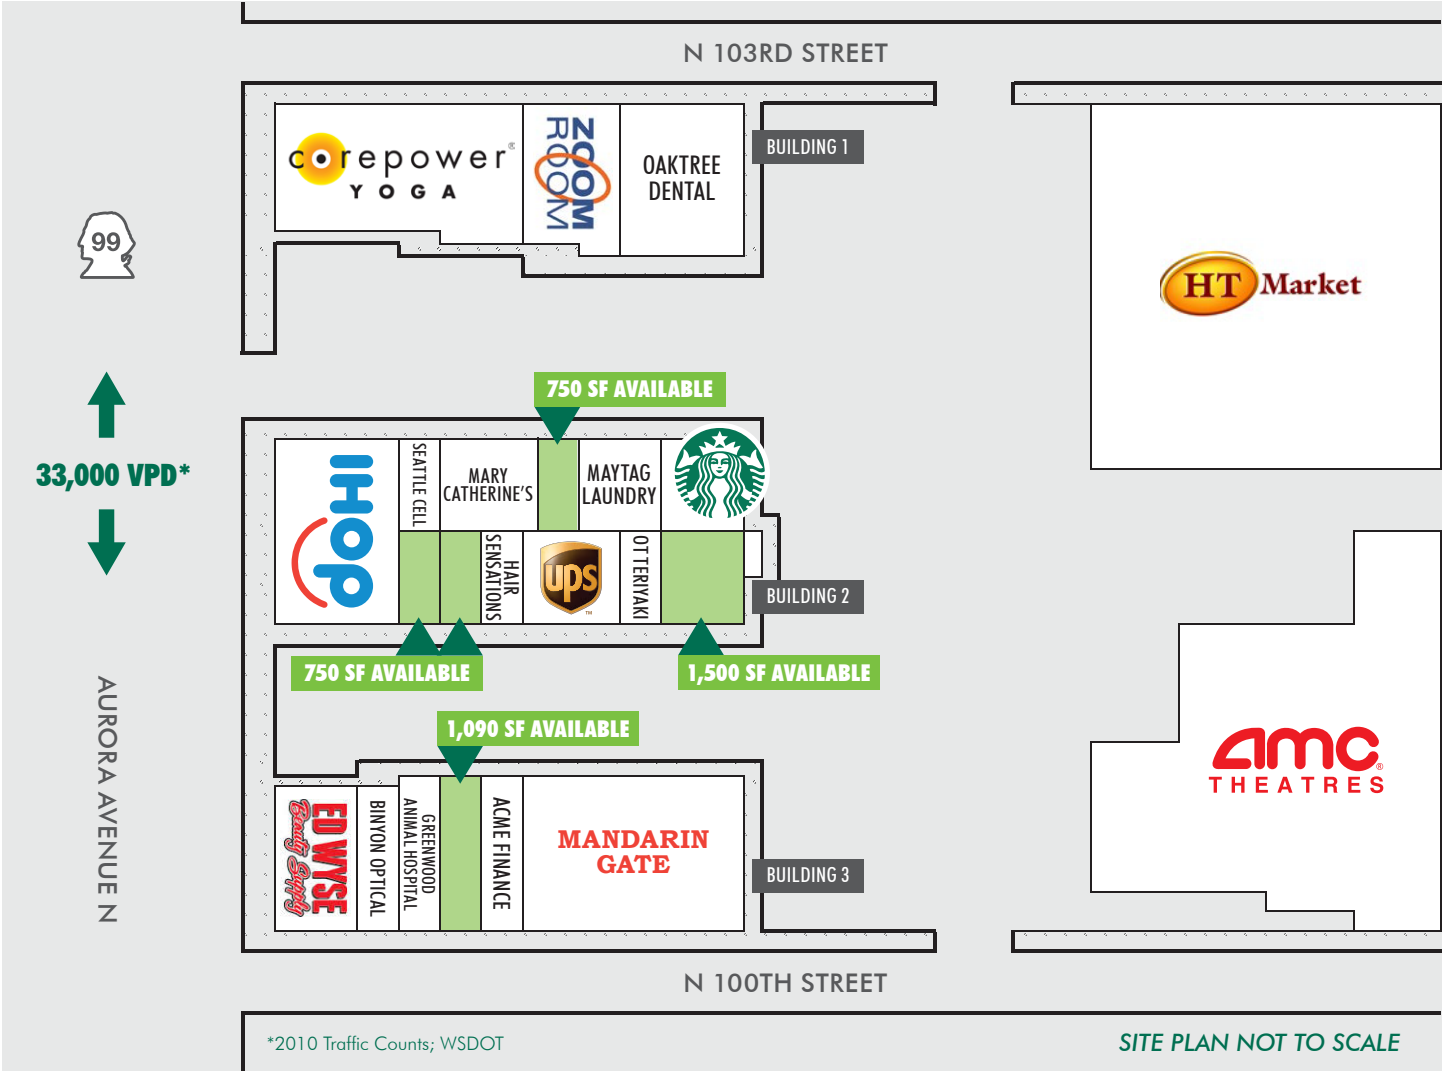 N 103RD STREET
corepower®
YOGA
ZOOM
ROOM
OAKTREE
DENTAL
BUILDING 1
99
HT Market
750 SF AVAILABLE
33,000 VPD*
IHOP
SEATTLE CELL
MARY
CATHERINE'S
MAYTAG
LAUNDRY
HAIR
SENSATIONS
ups
TM
OT TERIYAKI
BUILDING 2
750 SF AVAILABLE
1,500 SF AVAILABLE
AURORA AVENUE N
1,090 SF AVAILABLE
amc®
THEATRES
ED WYSE
Beauty Supply
BINYON OPTICAL
GREENWOOD
ANIMAL HOSPITAL
ACME FINANCE
MANDARIN
GATE
BUILDING 3
N 100TH STREET
*2010 Traffic Counts; WSDOT
SITE PLAN NOT TO SCALE